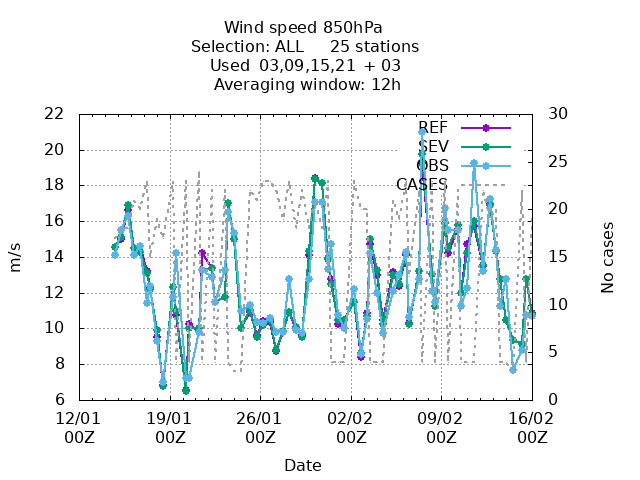 Wind speed 850hPa
Selection: ALL     25 stations
Used  03,09,15,21 + 03
Averaging window: 12h
22
20
18
16
14
12
10
8
6
m/s
30
25
20
15
10
5
0
No cases
REF
SEV
OBS
CASES
12/01 19/01 26/01 02/02 09/02 16/02
00Z 00Z 00Z 00Z 00Z 00Z
Date